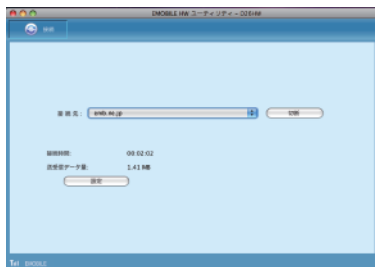 EMOBILE HW ユーティリティ - D26HW
接続
接続先: emb.ne.jp 切断
接続時間: 00:02:02
送受信データ量: 1.41 MB
設定
EMOBILE